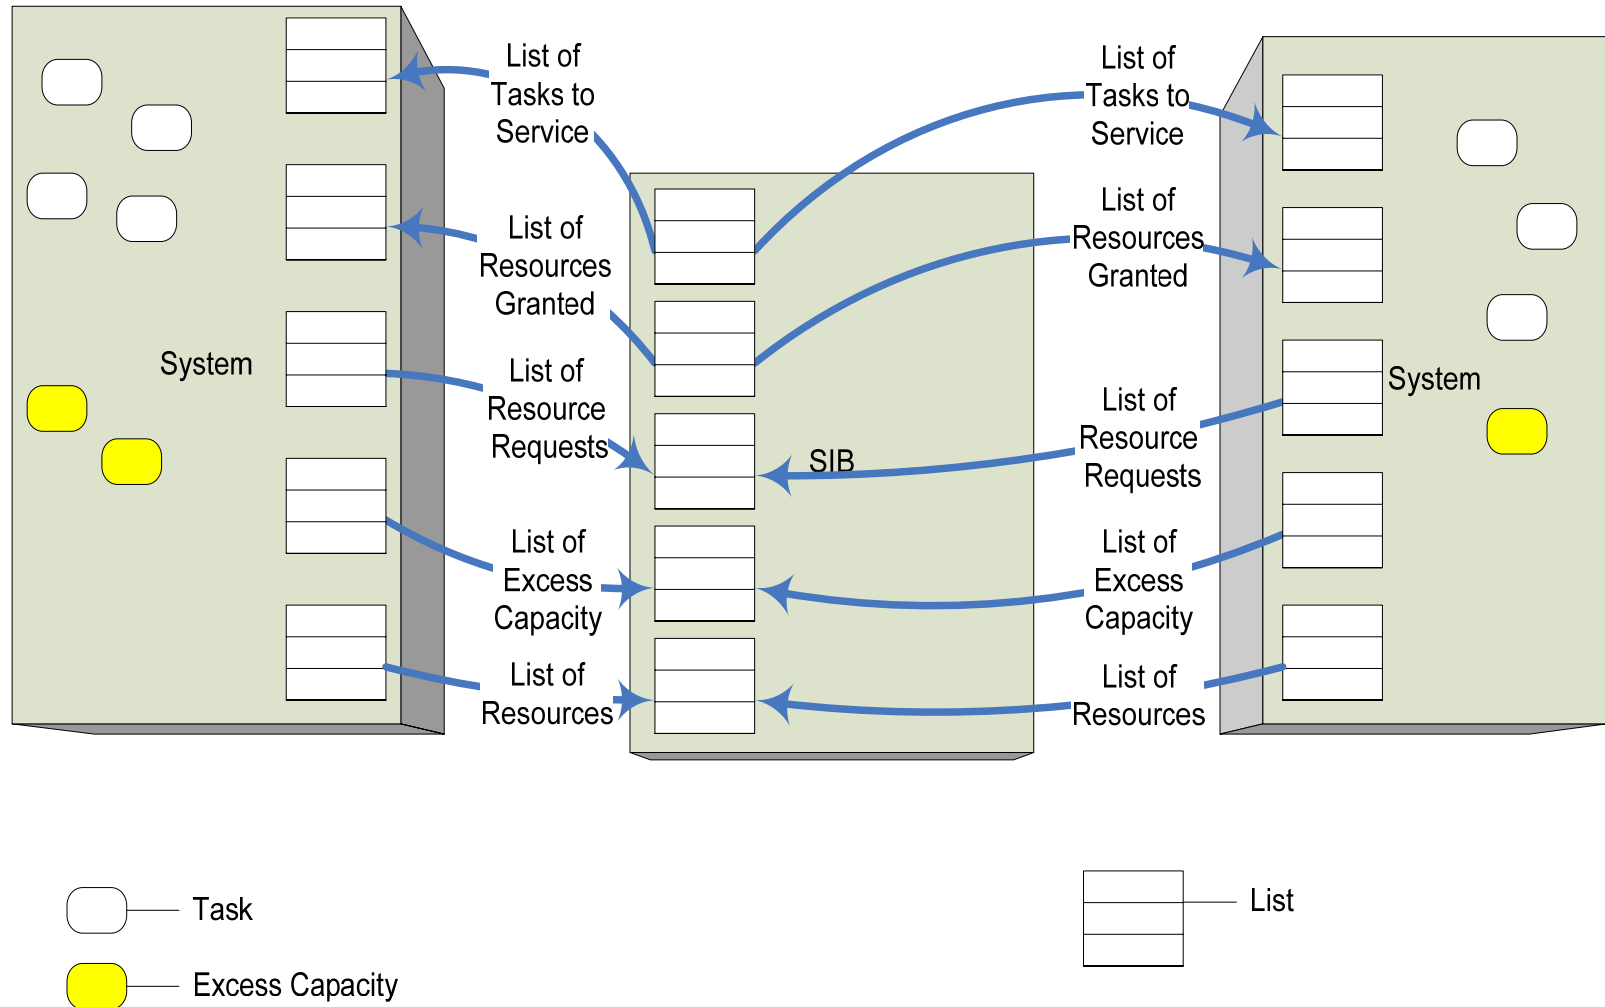 List of
Tasks to
Service
List of
Resources
Granted
System
List of
Resource
Requests
List of
Excess
Capacity
List of
Resources
SIB
List of
Tasks to
Service
List of
Resources
Granted
List of
Resource
Requests
System
List of
Excess
Capacity
List of
Resources
Task
Excess Capacity
List